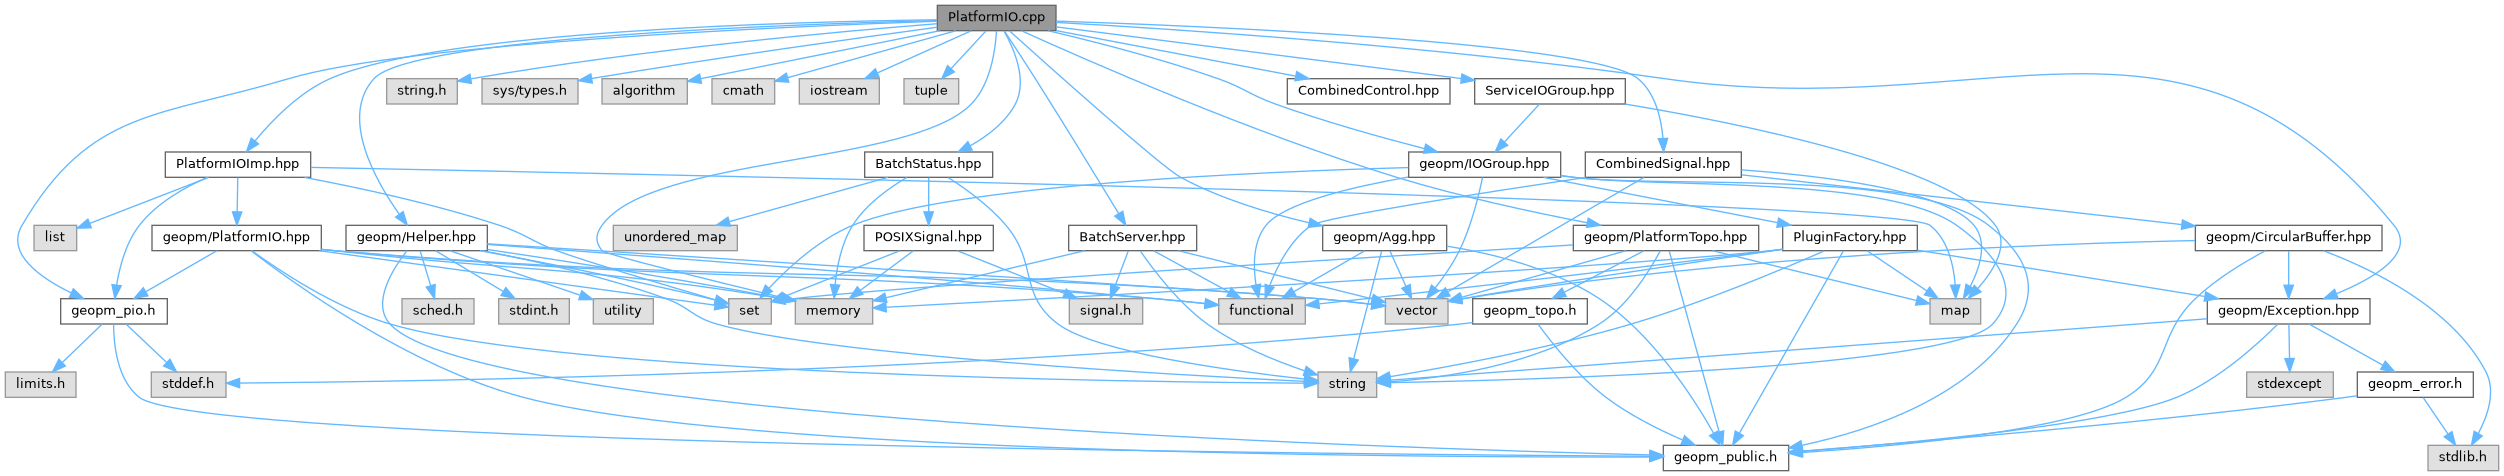 PlatformIO.cpp
string.h
sys/types.h
algorithm
cmath
iostream
tuple
CombinedControl.hpp
ServiceIOGroup.hpp
PlatformIOImp.hpp
BatchStatus.hpp
geopm/IOGroup.hpp
CombinedSignal.hpp
list
geopm/PlatformIO.hpp
geopm/Helper.hpp
unordered_map
POSIXSignal.hpp
BatchServer.hpp
geopm/Agg.hpp
geopm/PlatformTopo.hpp
PluginFactory.hpp
geopm/CircularBuffer.hpp
geopm_pio.h
sched.h
stdint.h
utility
set
memory
signal.h
functional
vector
geopm_topo.h
map
geopm/Exception.hpp
limits.h
stddef.h
string
stdexcept
geopm_error.h
geopm_public.h
stdlib.h